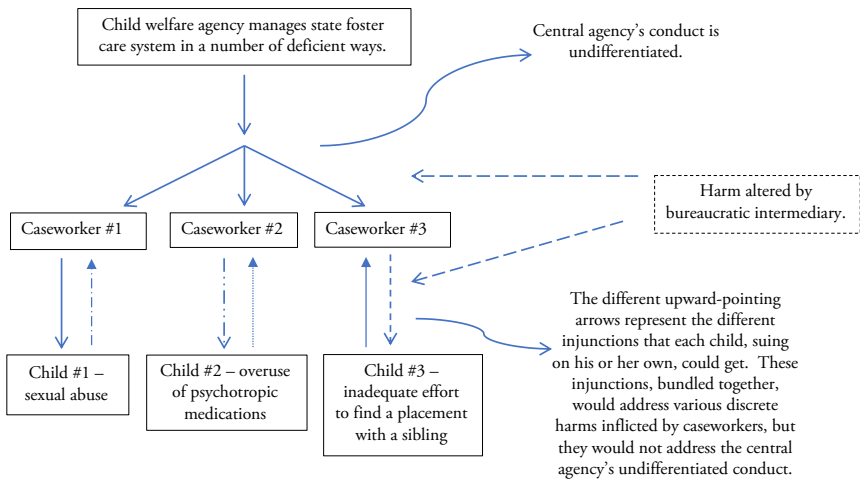 Child welfare agency manages state foster
care system in a number of deficient ways.
Central agency’s conduct is
undifferentiated.
Harm altered by
bureaucratic intermediary.
Caseworker #1
Caseworker #2
Caseworker #3
Child #1 –
sexual abuse
Child #2 – overuse
of psychotropic
medications
Child #3 –
inadequate effort
to find a placement
with a sibling
The different upward-pointing
arrows represent the different
injunctions that each child, suing
on his or her own, could get.  These
injunctions, bundled together,
would address various discrete
harms inflicted by caseworkers, but
they would not address the central
agency’s undifferentiated conduct.